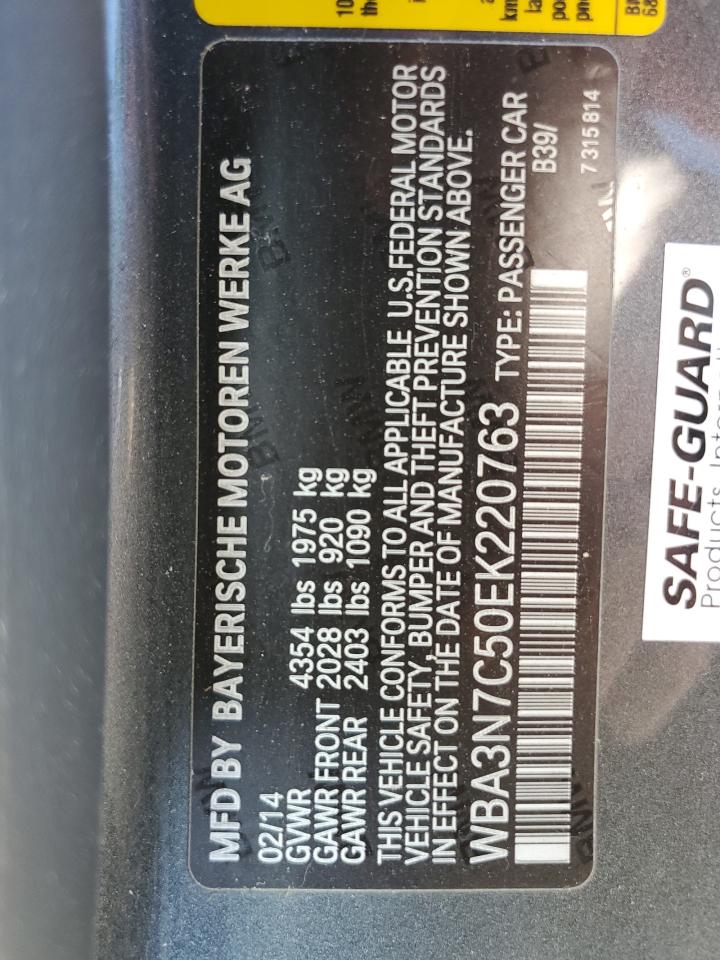 MFD BY BAYERISCHE MOTOREN WERKE AG
02/14
GVWR 4354 lbs 1975 kg
GAWR FRONT 2028 lbs 920 kg
GAWR REAR 2403 lbs 1090 kg
THIS VEHICLE CONFORMS TO ALL APPLICABLE U.S.FEDERAL MOTOR
VEHICLE SAFETY, BUMPER AND THEFT PREVENTION STANDARDS
IN EFFECT ON THE DATE OF MANUFACTURE SHOWN ABOVE.
WBA3N7C50EK220763 TYPE: PASSENGER CAR
B39/
7 315 814
SAFE-GUARD®
Products